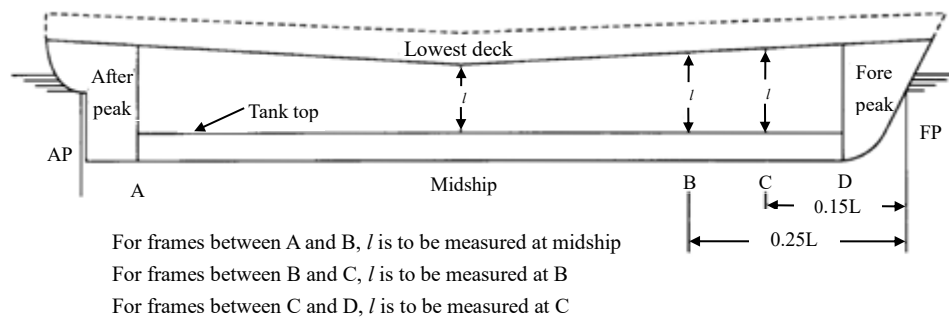 Lowest deck
After
peak
Fore
peak
l
l
l
Tank top
AP
FP
A
Midship
B
C
D
0.15L
0.25L
For frames between A and B, l is to be measured at midship
For frames between B and C, l is to be measured at B
For frames between C and D, l is to be measured at C